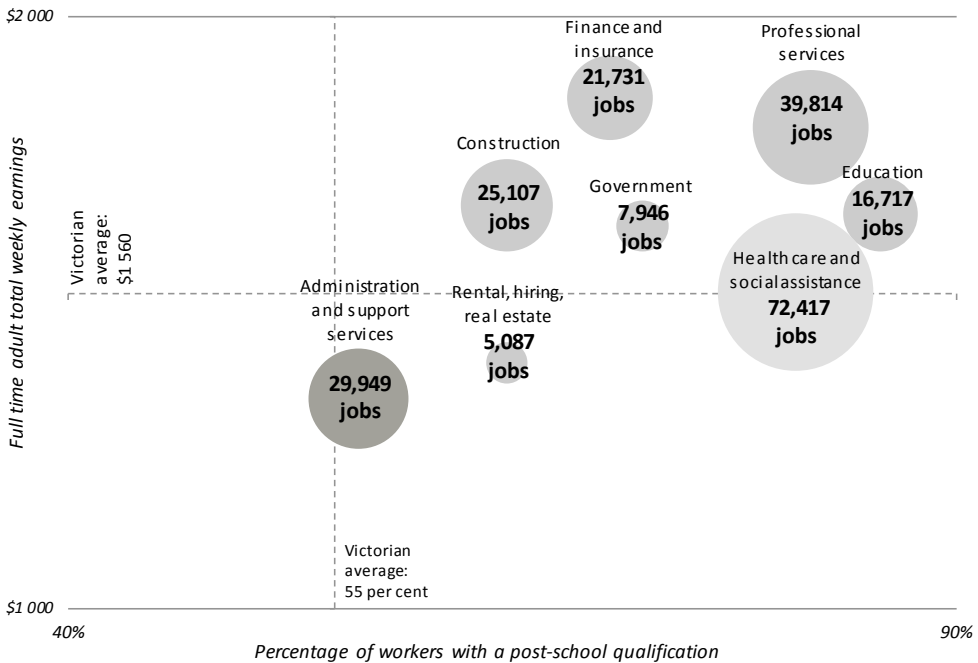 $2 000
Finance and
insurance
21,731
jobs
Professional
services
39,814
jobs
Construction
25,107
jobs
Government
7,946
jobs
Education
16,717
jobs
Full time adult total weekly earnings
Victorian
average:
$1 560
Health care and
social assistance
72,417
jobs
Administration
and support
services
29,949
jobs
Rental, hiring,
real estate
5,087
jobs
Victorian
average:
55 per cent
$1 000
40%
90%
Percentage of workers with a post-school qualification